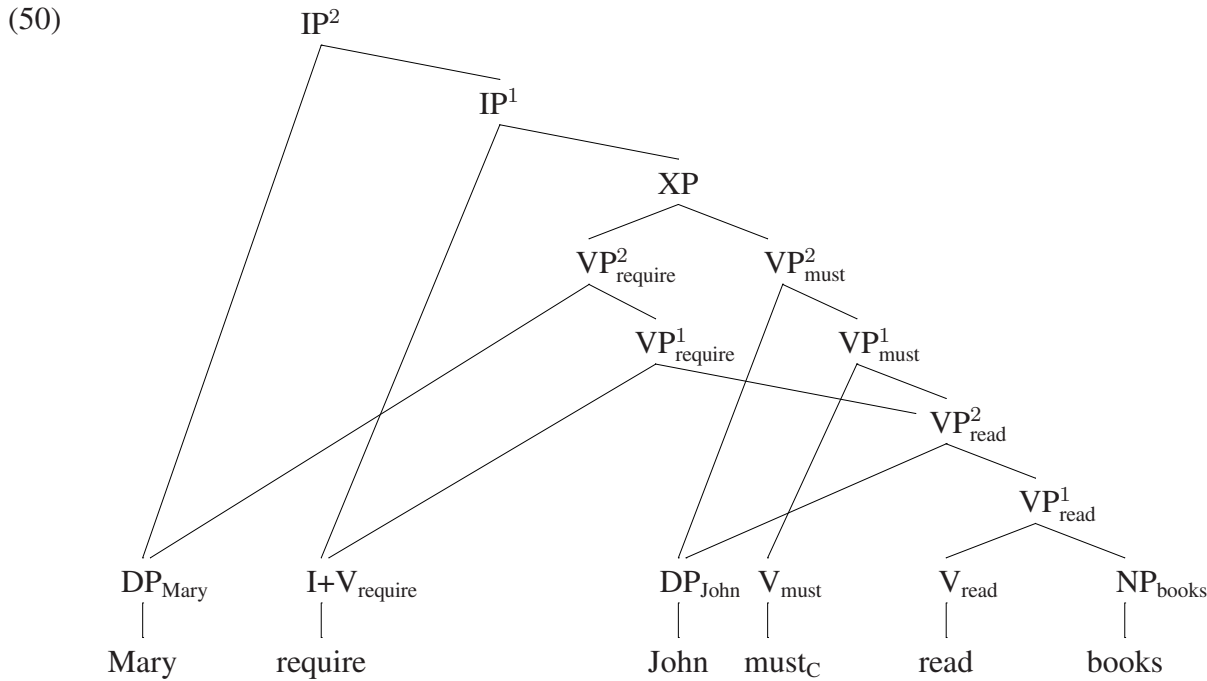 (50) IP²
IP¹
XP
VP²require VP²must
VP¹require VP¹must
VP²read
VP¹read
DPMary I+Vrequire DPJohn Vmust Vread NPbooks
Mary require John mustC read books